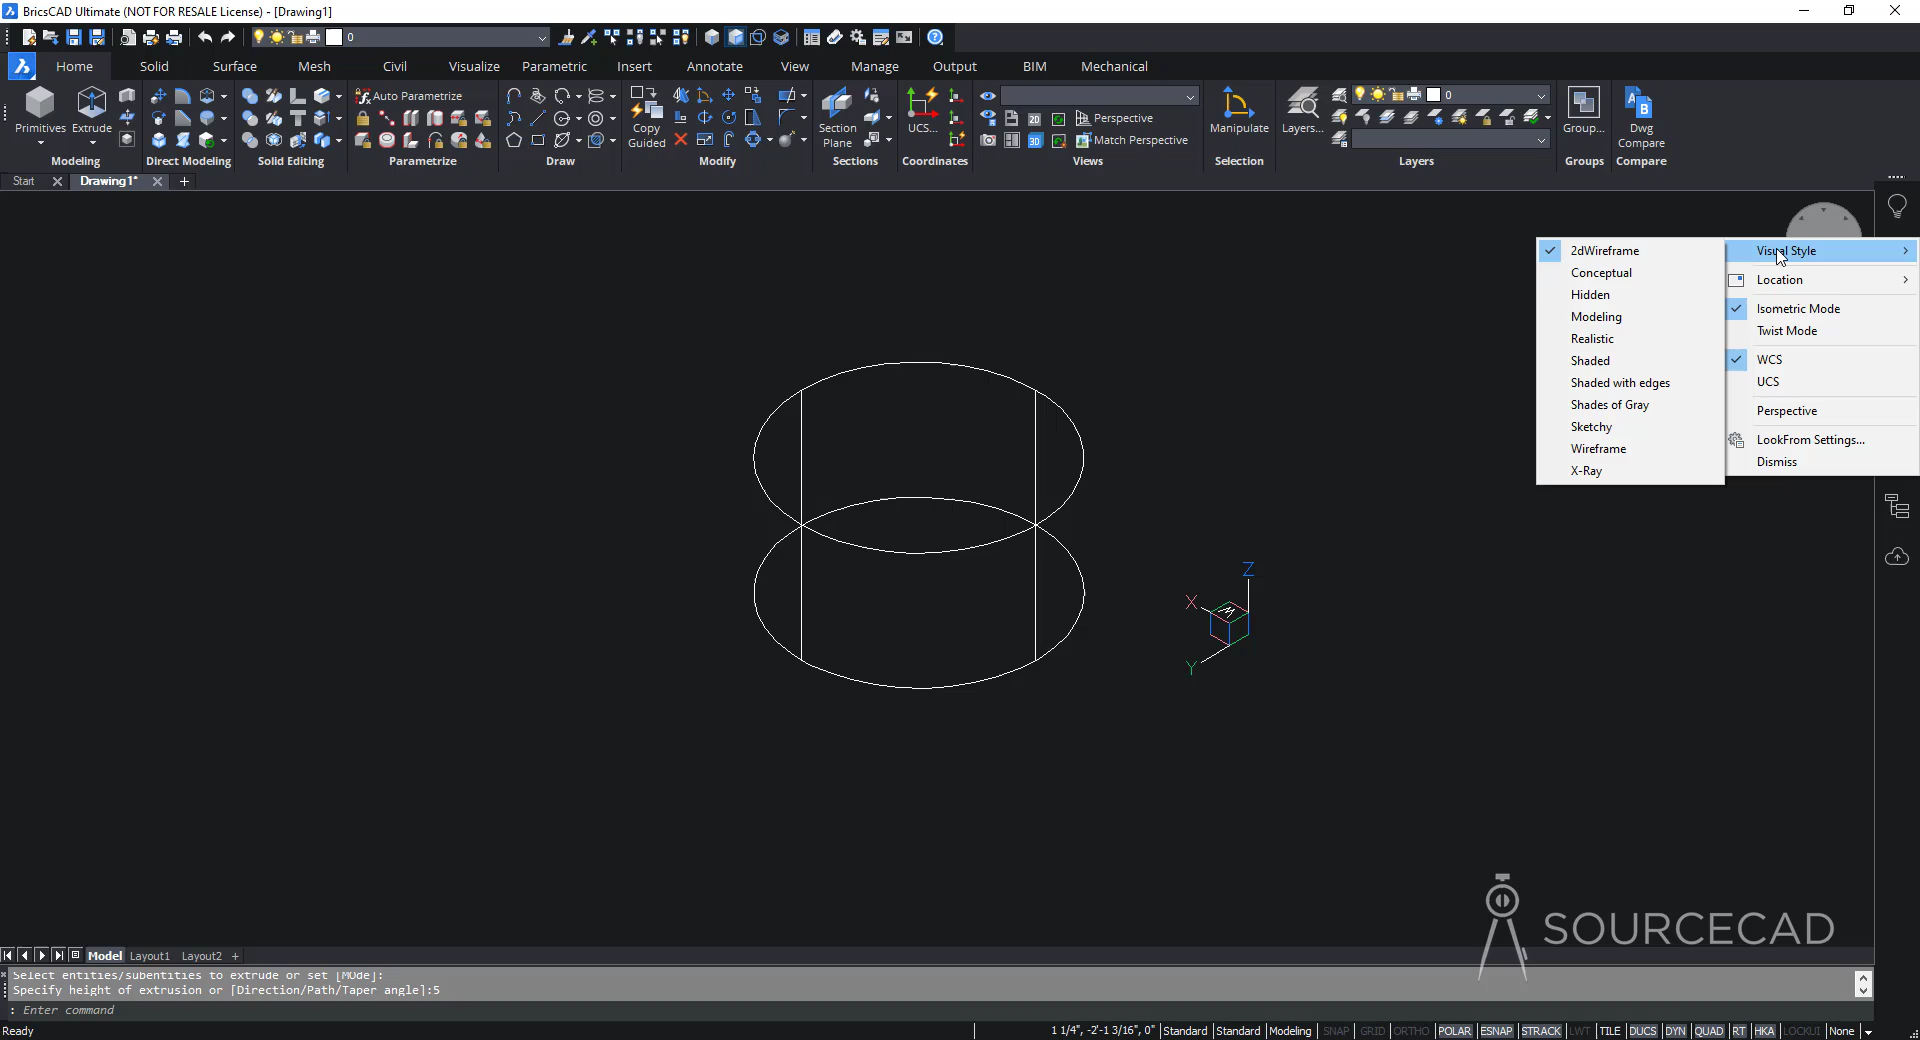 BricsCAD Ultimate (NOT FOR RESALE License) - [Drawing1]
0
Home Solid Surface Mesh Civil Visualize Parametric Insert Annotate View Manage Output BIM Mechanical
Primitives
Extrude
Modeling
Direct Modeling
Solid Editing
Auto Parametrize
Parametrize
Draw
Copy
Guided
Modify
Section
Plane
Sections
UCS...
Coordinates
2D
3D
Perspective
Match Perspective
Views
Manipulate
Selection
Layers...
0
Layers
Group...
Groups
Dwg
Compare
Compare
Start
Drawing1*
2dWireframe
Conceptual
Hidden
Modeling
Realistic
Shaded
Shaded with edges
Shades of Gray
Sketchy
Wireframe
X-Ray
Visual Style
Location
Isometric Mode
Twist Mode
WCS
UCS
Perspective
LookFrom Settings...
Dismiss
Z
X
Y
SOURCECAD
Model Layout1 Layout2 +
Select entities/subentities to extrude or set [MOde]:
Specify height of extrusion or [Direction/Path/Taper angle]:5
: Enter command
Ready
1 1/4", -2'-1 3/16", 0" Standard Standard Modeling SNAP GRID ORTHO POLAR ESNAP STRACK LWT TILE DUCS DYN QUAD RT HKA LOCKUI None